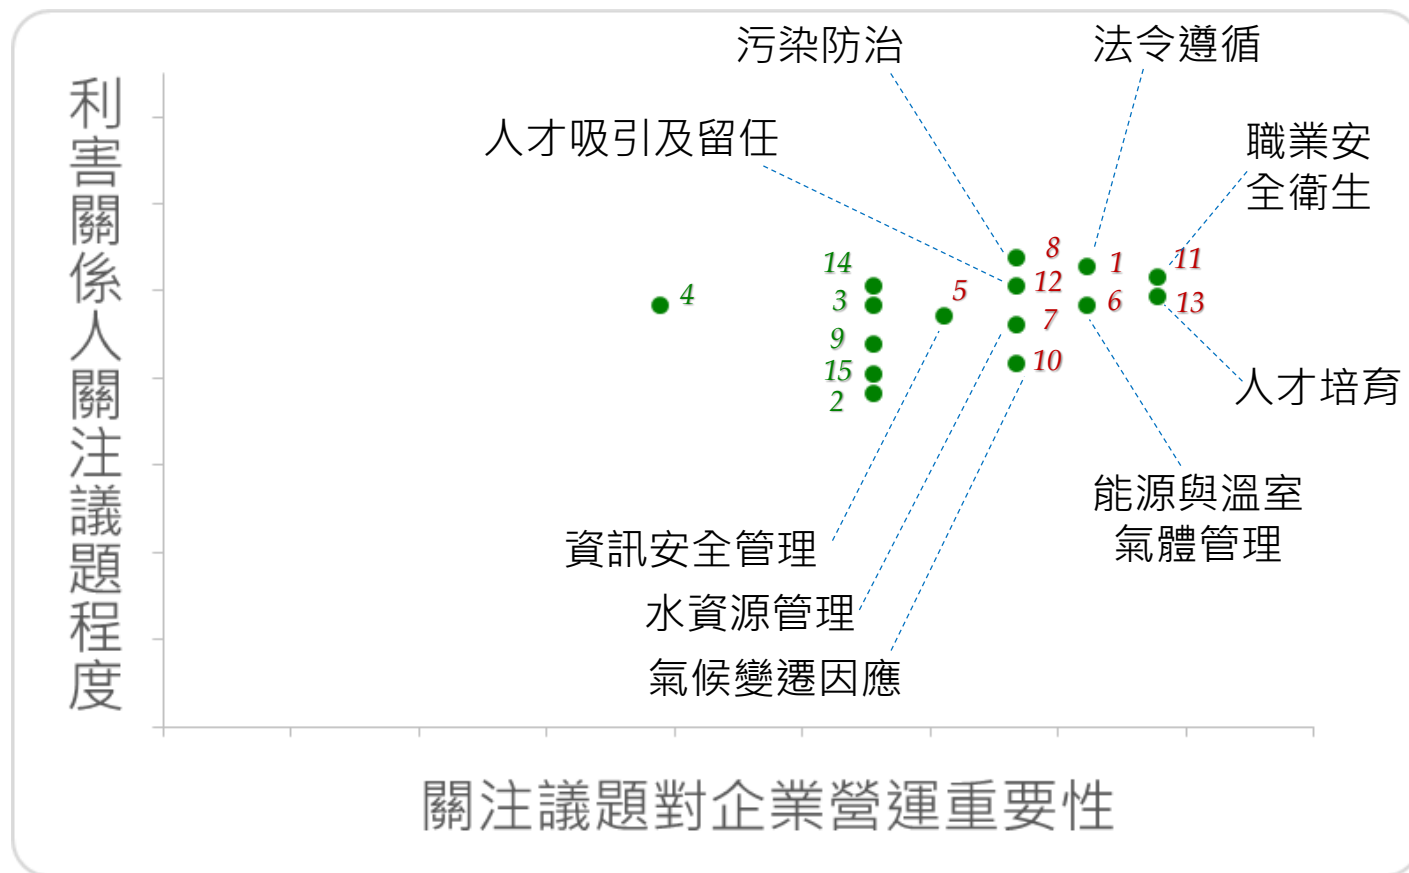 利害關係人關注議題程度
污染防治
法令遵循
人才吸引及留任
職業安
全衛生
8
1
11
14
12
5
4
3
6
13
7
9
10
15
2
人才培育
能源與溫室
氣體管理
資訊安全管理
水資源管理
氣候變遷因應
關注議題對企業營運重要性